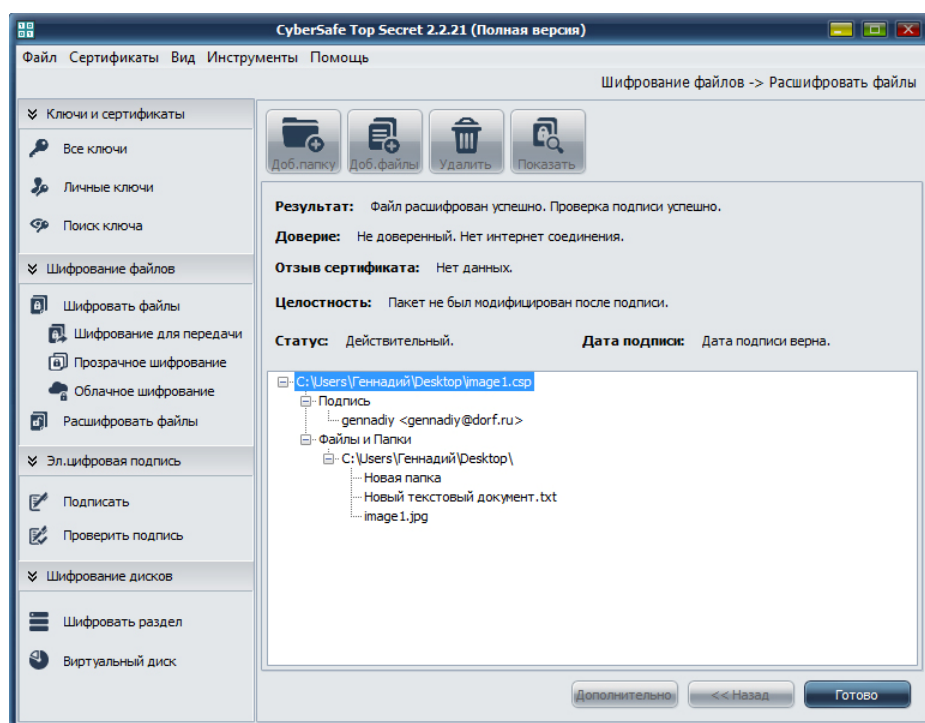 CyberSafe Top Secret 2.2.21 (Полная версия)
Файл Сертификаты Вид Инструменты Помощь
Шифрование файлов -> Расшифровать файлы
Ключи и сертификаты
Все ключи
Личные ключи
Поиск ключа
Шифрование файлов
Шифровать файлы
Шифрование для передачи
Прозрачное шифрование
Облачное шифрование
Расшифровать файлы
Эл.цифровая подпись
Подписать
Проверить подпись
Шифрование дисков
Шифровать раздел
Виртуальный диск
Доб.папку Доб.файлы Удалить Показать
Результат: Файл расшифрован успешно. Проверка подписи успешно.
Доверие: Не доверенный. Нет интернет соединения.
Отзыв сертификата: Нет данных.
Целостность: Пакет не был модифицирован после подписи.
Статус: Действительный. Дата подписи: Дата подписи верна.
C:\Users\Геннадий\Desktop\image1.csp
Подпись
gennadiy <gennadiy@dorf.ru>
Файлы и Папки
C:\Users\Геннадий\Desktop\
Новая папка
Новый текстовый документ.txt
image1.jpg
Дополнительно << Назад Готово